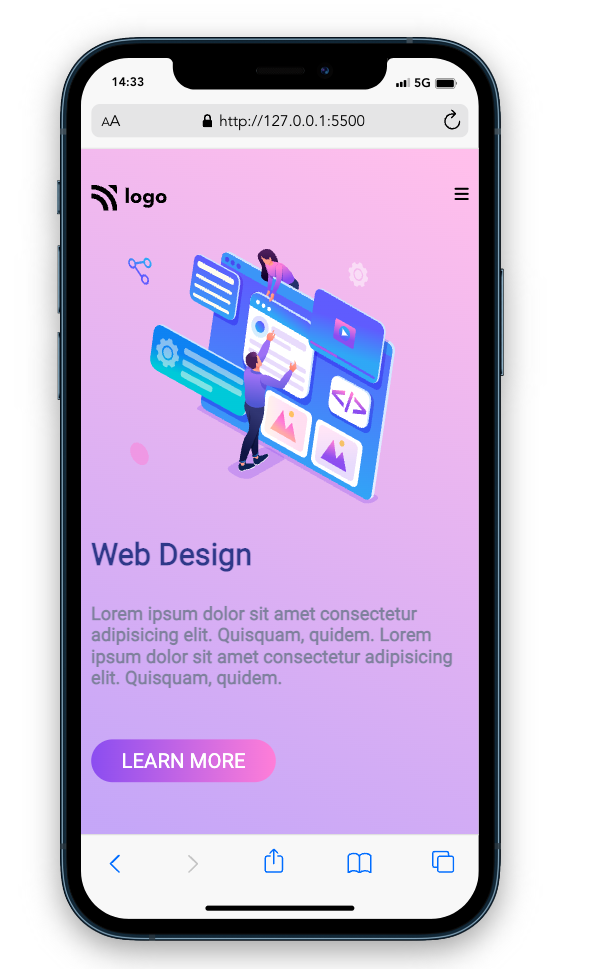 14:33
5G
AA
http://127.0.0.1:5500
logo
</>
Web Design
Lorem ipsum dolor sit amet consectetur
adipisicing elit. Quisquam, quidem. Lorem
ipsum dolor sit amet consectetur adipisicing
elit. Quisquam, quidem.
LEARN MORE